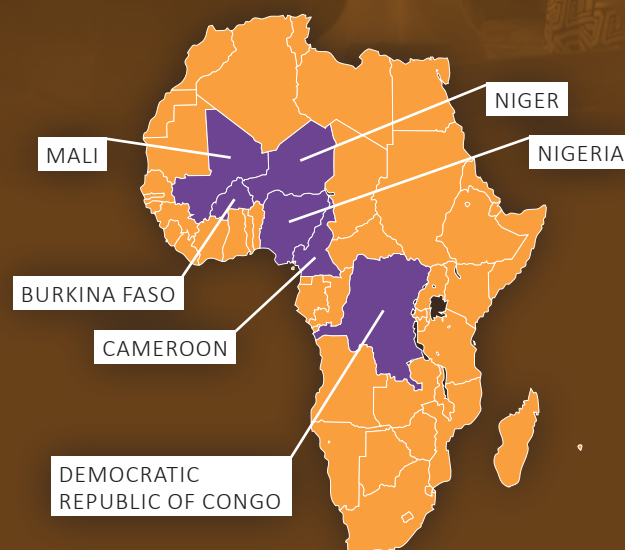 NIGER
MALI
NIGERIA
BURKINA FASO
CAMEROON
DEMOCRATIC
REPUBLIC OF CONGO